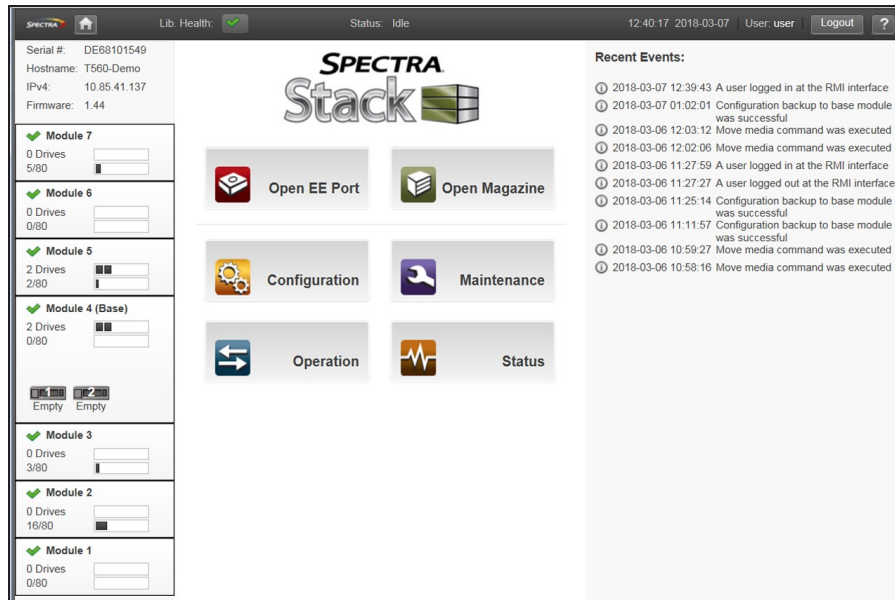 SPECTRA
Lib. Health:
Status: Idle
12:40:17 2018-03-07
User: user
Logout
?
Serial #: DE68101549
Hostname: T560-Demo
IPv4: 10.85.41.137
Firmware: 1.44
Module 7
0 Drives
5/80
Module 6
0 Drives
0/80
Module 5
2 Drives
2/80
Module 4 (Base)
2 Drives
0/80
1 2
Empty Empty
Module 3
0 Drives
3/80
Module 2
0 Drives
16/80
Module 1
0 Drives
0/80
SPECTRA
Stack
Open EE Port
Open Magazine
Configuration
Maintenance
Operation
Status
Recent Events:
2018-03-07 12:39:43 A user logged in at the RMI interface
2018-03-07 01:02:01 Configuration backup to base module
was successful
2018-03-06 12:03:12 Move media command was executed
2018-03-06 12:02:06 Move media command was executed
2018-03-06 11:27:59 A user logged in at the RMI interface
2018-03-06 11:27:27 A user logged out at the RMI interface
2018-03-06 11:25:14 Configuration backup to base module
was successful
2018-03-06 11:11:57 Configuration backup to base module
was successful
2018-03-06 10:59:27 Move media command was executed
2018-03-06 10:58:16 Move media command was executed